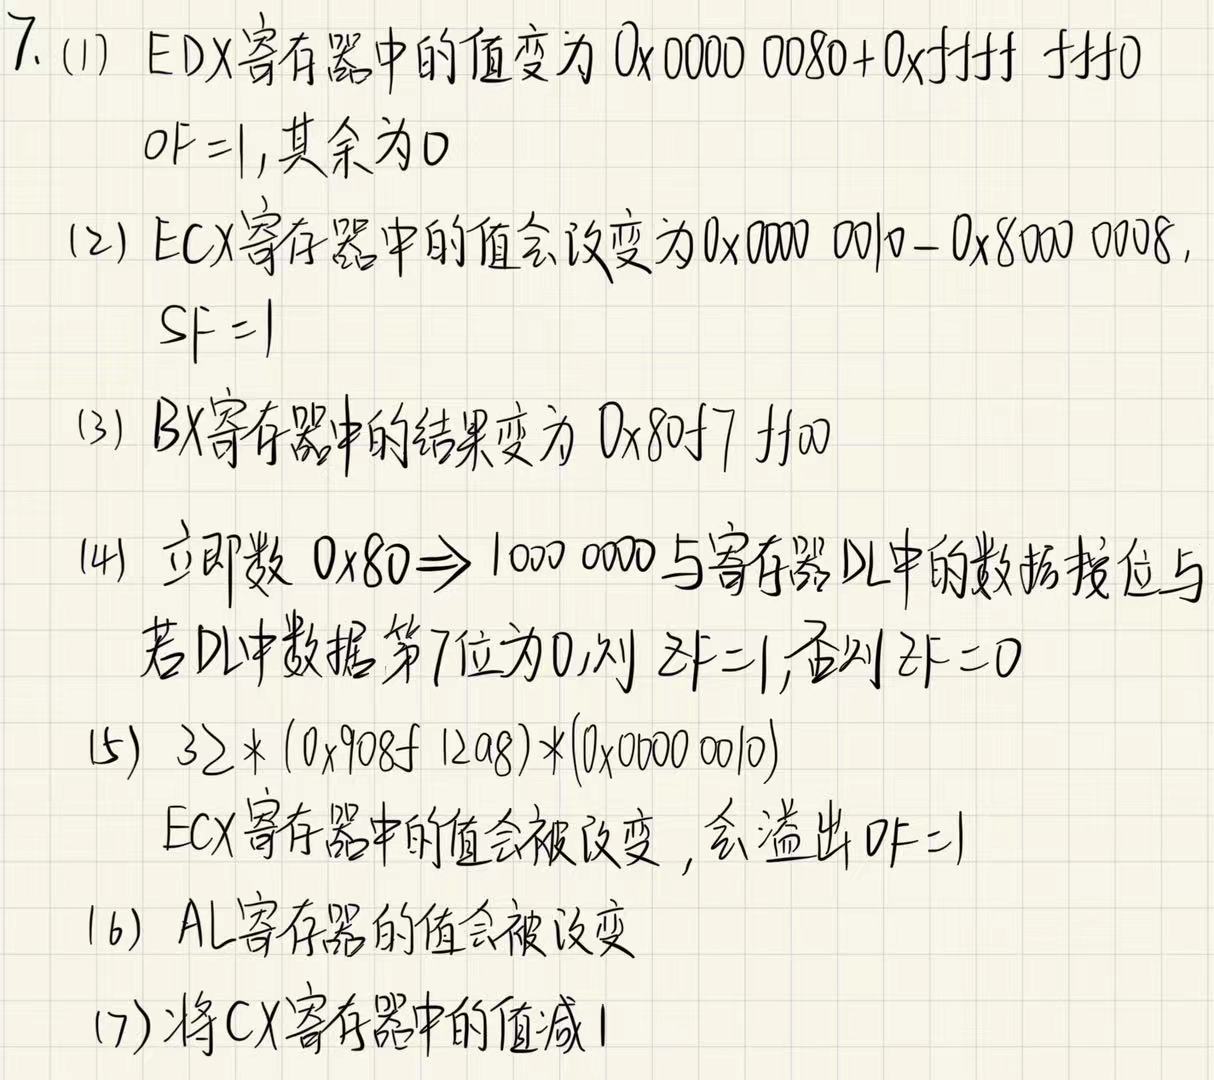 7. (1) EDX寄存器中的值变为 0x0000 0080+0xffff fff0
OF=1,其余为0
(2) ECX寄存器中的值会改变为0x0000 0010-0x8000 0008,
SF=1
(3) BX寄存器中的结果变为 0x80f7 ff00
(4) 立即数 0x80⇒1000 0000与寄存器DL中的数据按位与
若DL中数据第7位为0,则 ZF=1,否则 ZF=0
(5) 32*(0x908f 12a8)*(0x0000 0010)
ECX寄存器中的值会被改变,会溢出OF=1
(6) AL寄存器的值会被改变
(7) 将CX寄存器中的值减1